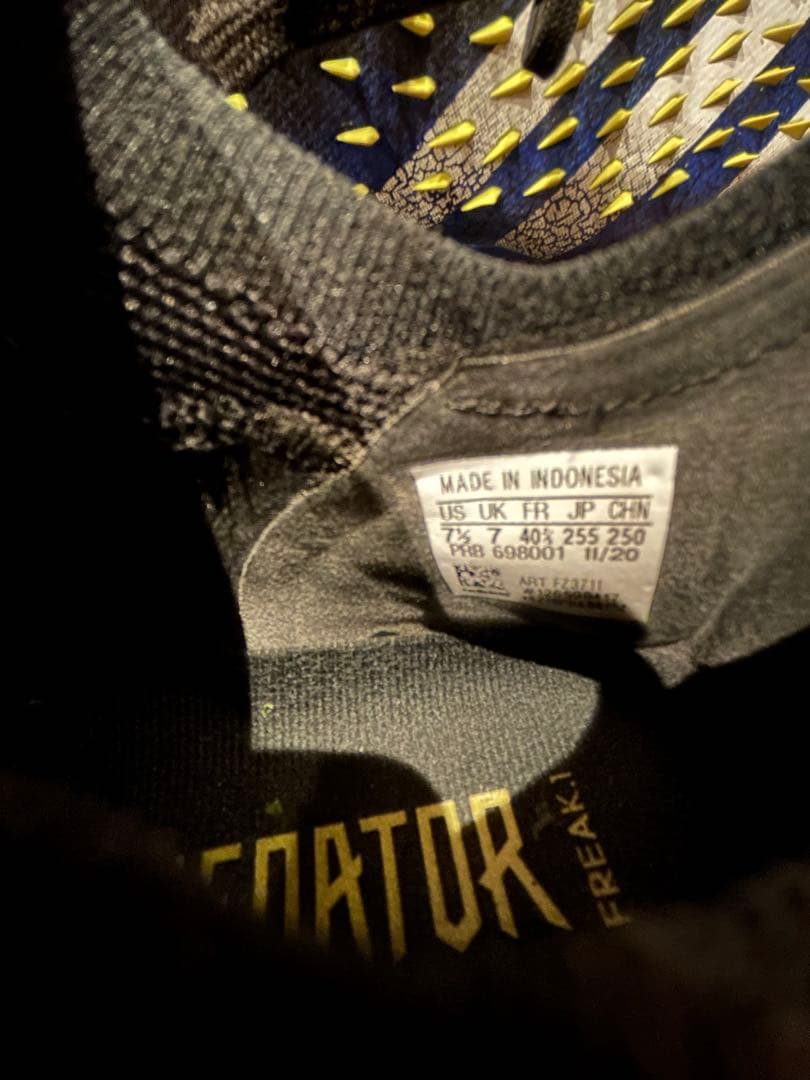 MADE IN INDONESIA
US UK FR JP CHN
7½ 7 40⅔ 255 250
PRB 698001 11/20
ART FZ3711
FREAK.1